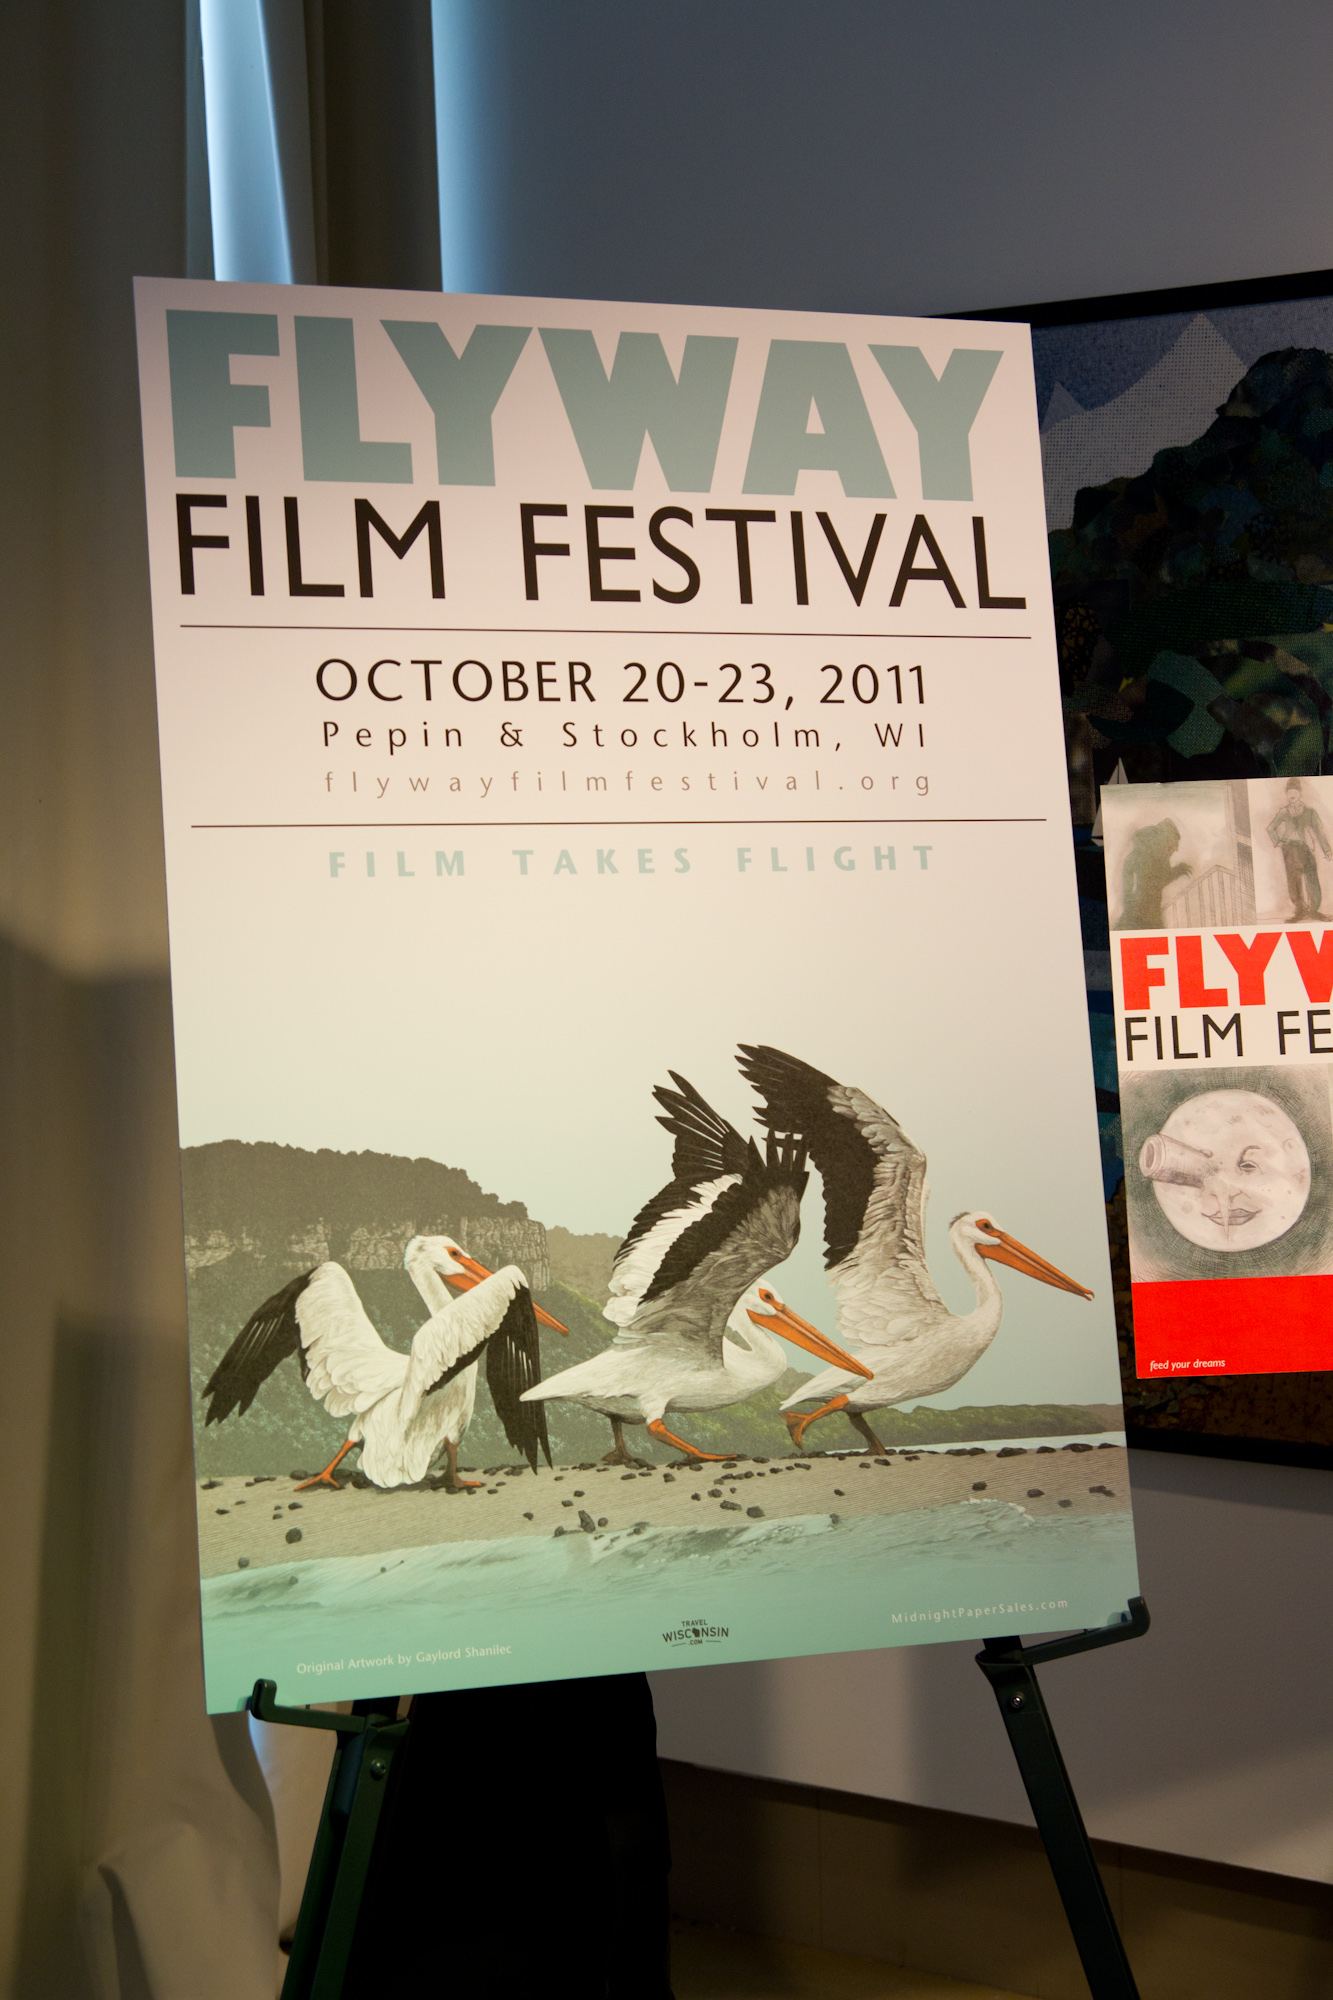 FLYWAY
FILM FESTIVAL
OCTOBER 20-23, 2011
Pepin & Stockholm, WI
flywayfilmfestival.org
FILM TAKES FLIGHT
Original Artwork by Gaylord Shanilec
TRAVEL
WISCONSIN
.COM
MidnightPaperSales.com
FLYW
FILM FE
feed your dreams